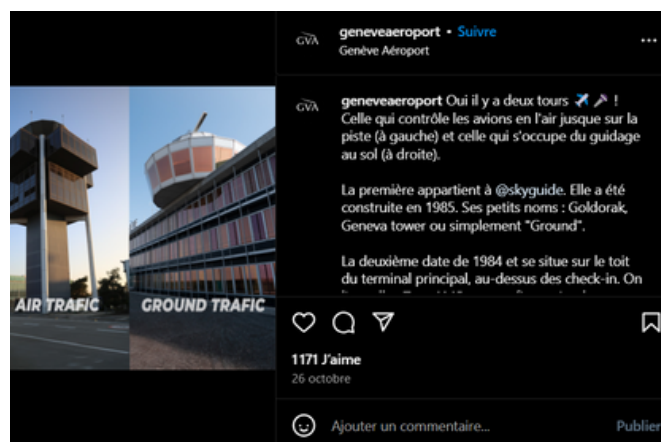 GVA
geneveaeroport • Suivre
Genève Aéroport
GVA
geneveaeroport Oui il y a deux tours ✈️ 🎤 !
Celle qui contrôle les avions en l'air jusque sur la
piste (à gauche) et celle qui s'occupe du guidage
au sol (à droite).
La première appartient à @skyguide. Elle a été
construite en 1985. Ses petits noms : Goldorak,
Geneva tower ou simplement "Ground".
La deuxième date de 1984 et se situe sur le toit
du terminal principal, au-dessus des check-in. On
AIR TRAFIC
GROUND TRAFIC
1171 J'aime
26 octobre
Ajouter un commentaire...
Publier